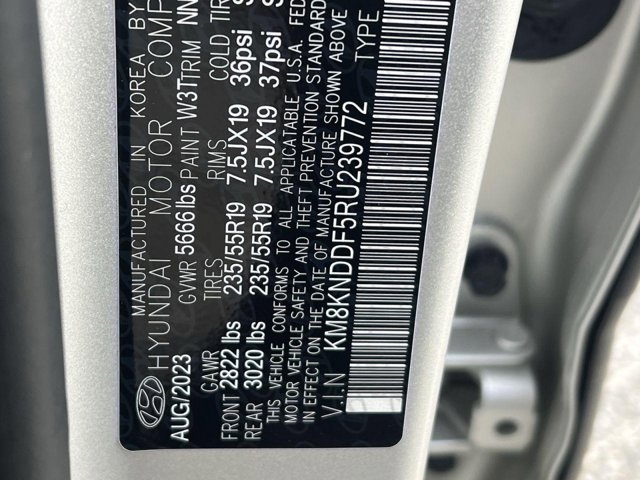 MANUFACTURED IN KOREA BY
HYUNDAI MOTOR COMP
AUG/2023 GVWR 5666lbs PAINT W3T TRIM NN
GAWR TIRES RIMS COLD TIR
FRONT 2822 lbs 235/55R19 7.5JX19 36psi
REAR 3020 lbs 235/55R19 7.5JX19 37psi
THIS VEHICLE CONFORMS TO ALL APPLICABLE U.S.A. FED
MOTOR VEHICLE SAFETY AND THEFT PREVENTION STANDARD
IN EFFECT ON THE DATE OF MANUFACTURE SHOWN ABOVE
V.I.N KM8KNDDF5RU239772 TYPE